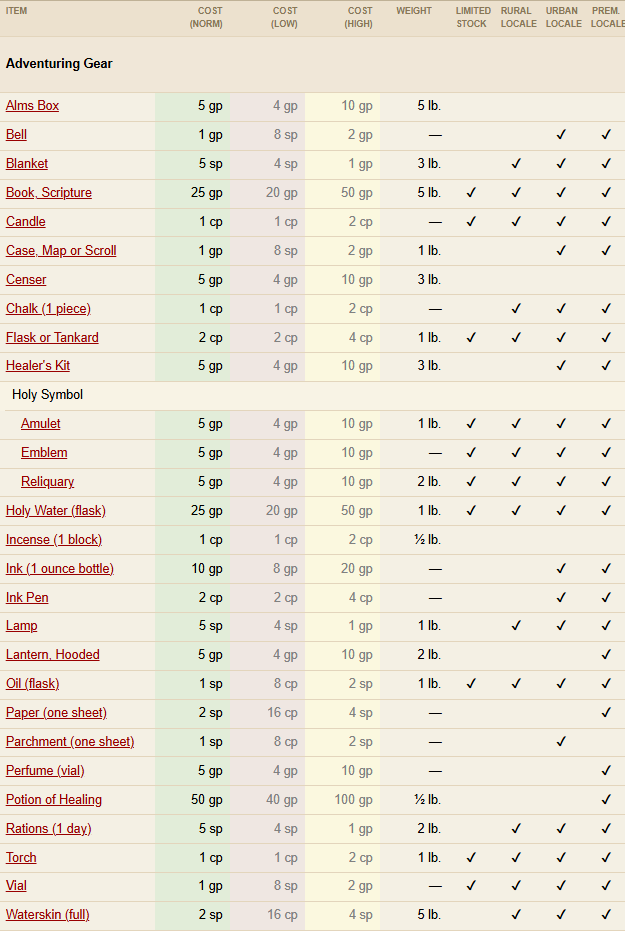 ITEM COST (NORM) COST (LOW) COST (HIGH) WEIGHT LIMITED STOCK RURAL LOCALE URBAN LOCALE PREM. LOCALE
Adventuring Gear
Alms Box 5 gp 4 gp 10 gp 5 lb.
Bell 1 gp 8 sp 2 gp — ✓ ✓
Blanket 5 sp 4 sp 1 gp 3 lb. ✓ ✓ ✓
Book, Scripture 25 gp 20 gp 50 gp 5 lb. ✓ ✓ ✓ ✓
Candle 1 cp 1 cp 2 cp — ✓ ✓ ✓ ✓
Case, Map or Scroll 1 gp 8 sp 2 gp 1 lb. ✓ ✓
Censer 5 gp 4 gp 10 gp 3 lb.
Chalk (1 piece) 1 cp 1 cp 2 cp — ✓ ✓ ✓
Flask or Tankard 2 cp 2 cp 4 cp 1 lb. ✓ ✓ ✓ ✓
Healer's Kit 5 gp 4 gp 10 gp 3 lb. ✓ ✓
Holy Symbol
Amulet 5 gp 4 gp 10 gp 1 lb. ✓ ✓ ✓ ✓
Emblem 5 gp 4 gp 10 gp — ✓ ✓ ✓ ✓
Reliquary 5 gp 4 gp 10 gp 2 lb. ✓ ✓ ✓ ✓
Holy Water (flask) 25 gp 20 gp 50 gp 1 lb. ✓ ✓ ✓ ✓
Incense (1 block) 1 cp 1 cp 2 cp ½ lb.
Ink (1 ounce bottle) 10 gp 8 gp 20 gp — ✓ ✓
Ink Pen 2 cp 2 cp 4 cp — ✓ ✓
Lamp 5 sp 4 sp 1 gp 1 lb. ✓ ✓ ✓
Lantern, Hooded 5 gp 4 gp 10 gp 2 lb. ✓
Oil (flask) 1 sp 8 cp 2 sp 1 lb. ✓ ✓ ✓ ✓
Paper (one sheet) 2 sp 16 cp 4 sp — ✓
Parchment (one sheet) 1 sp 8 cp 2 sp — ✓
Perfume (vial) 5 gp 4 gp 10 gp — ✓
Potion of Healing 50 gp 40 gp 100 gp ½ lb. ✓
Rations (1 day) 5 sp 4 sp 1 gp 2 lb. ✓ ✓ ✓
Torch 1 cp 1 cp 2 cp 1 lb. ✓ ✓ ✓ ✓
Vial 1 gp 8 sp 2 gp — ✓ ✓ ✓ ✓
Waterskin (full) 2 sp 16 cp 4 sp 5 lb. ✓ ✓ ✓